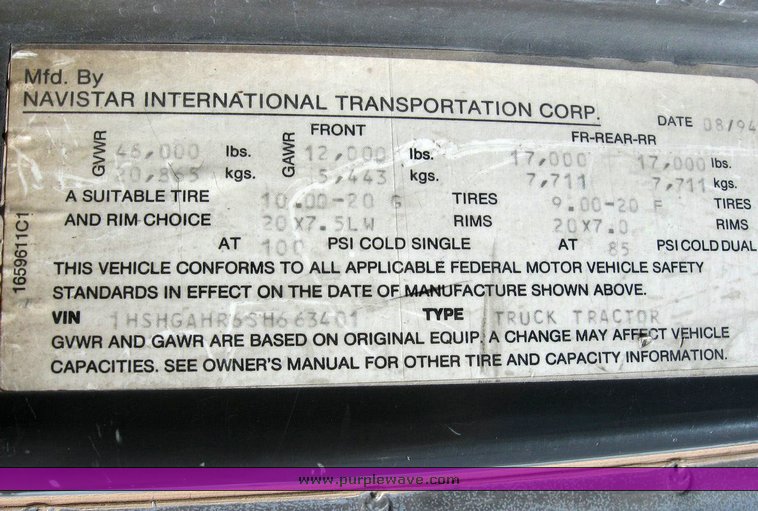 Mfd. By
NAVISTAR INTERNATIONAL TRANSPORTATION CORP.
DATE 08/94
FRONT FR-REAR-RR
GVWR 46,000 lbs. GAWR 12,000 lbs. 17,000 17,000 lbs.
20,865 kgs. 5,443 kgs. 7,711 7,711 kgs.
A SUITABLE TIRE 10.00-20 G TIRES 9.00-20 F TIRES
AND RIM CHOICE 20X7.5LW RIMS 20X7.0 RIMS
AT 100 PSI COLD SINGLE AT 85 PSI COLD DUAL
THIS VEHICLE CONFORMS TO ALL APPLICABLE FEDERAL MOTOR VEHICLE SAFETY
STANDARDS IN EFFECT ON THE DATE OF MANUFACTURE SHOWN ABOVE.
VIN 1HSHGAHR6SH663401 TYPE TRUCK TRACTOR
GVWR AND GAWR ARE BASED ON ORIGINAL EQUIP. A CHANGE MAY AFFECT VEHICLE
CAPACITIES. SEE OWNER'S MANUAL FOR OTHER TIRE AND CAPACITY INFORMATION.
1659611C1
www.purplewave.com